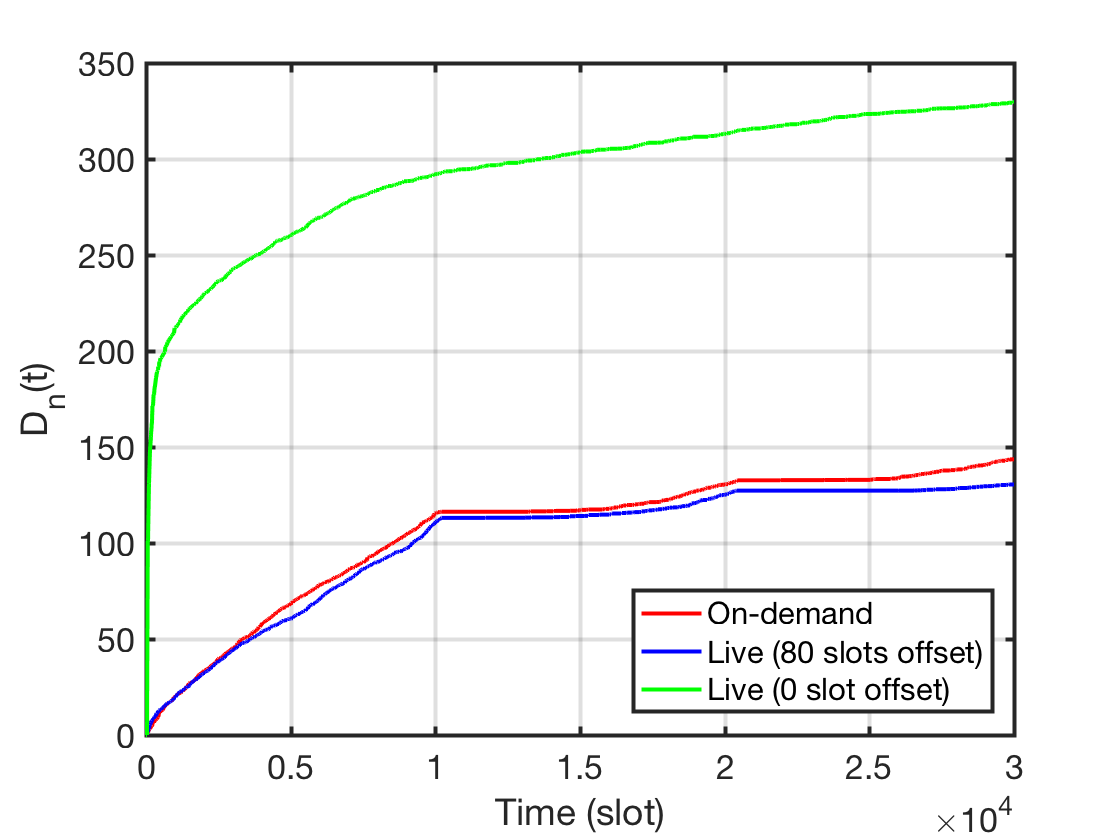 350
300
250
200
150
100
50
0
D_n(t)
0 0.5 1 1.5 2 2.5 3
Time (slot)
×10^4
On-demand
Live (80 slots offset)
Live (0 slot offset)